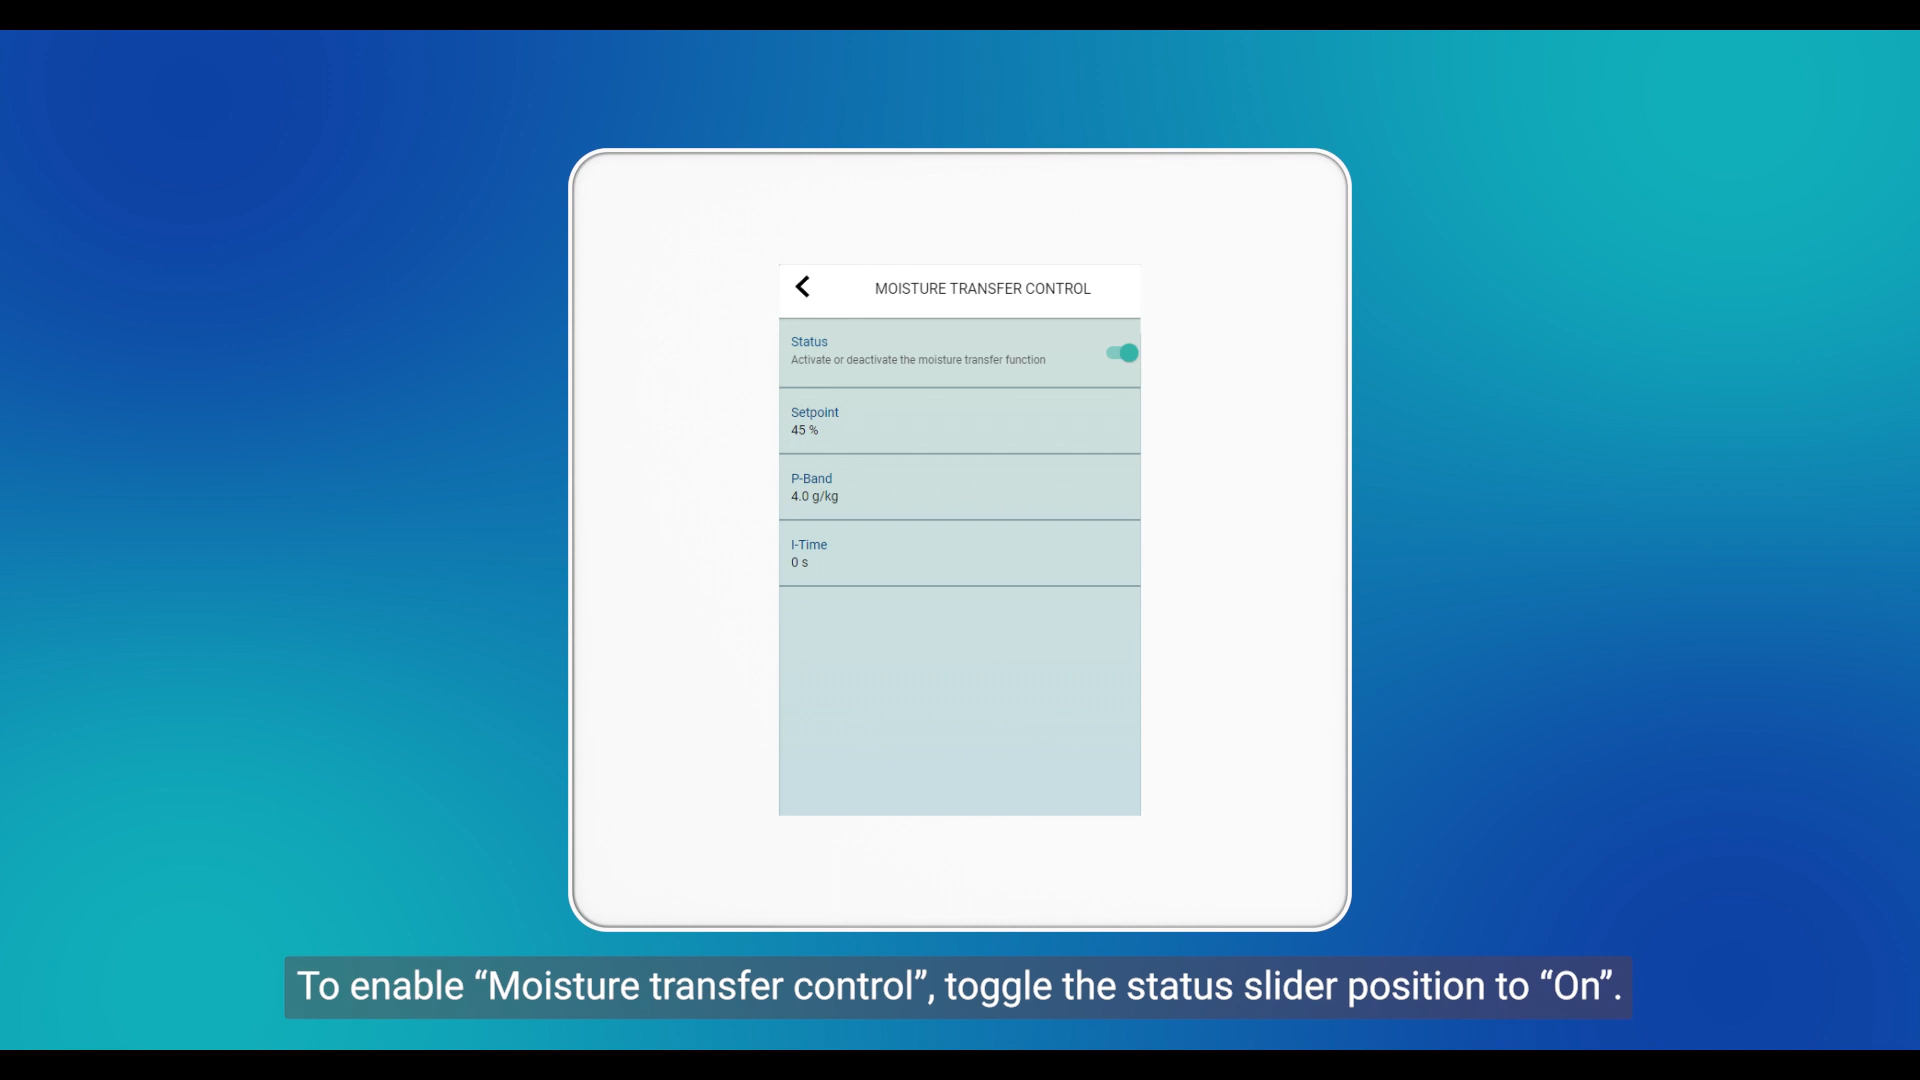 MOISTURE TRANSFER CONTROL
Status
Activate or deactivate the moisture transfer function
Setpoint
45 %
P-Band
4.0 g/kg
I-Time
0 s
To enable “Moisture transfer control”, toggle the status slider position to “On”.